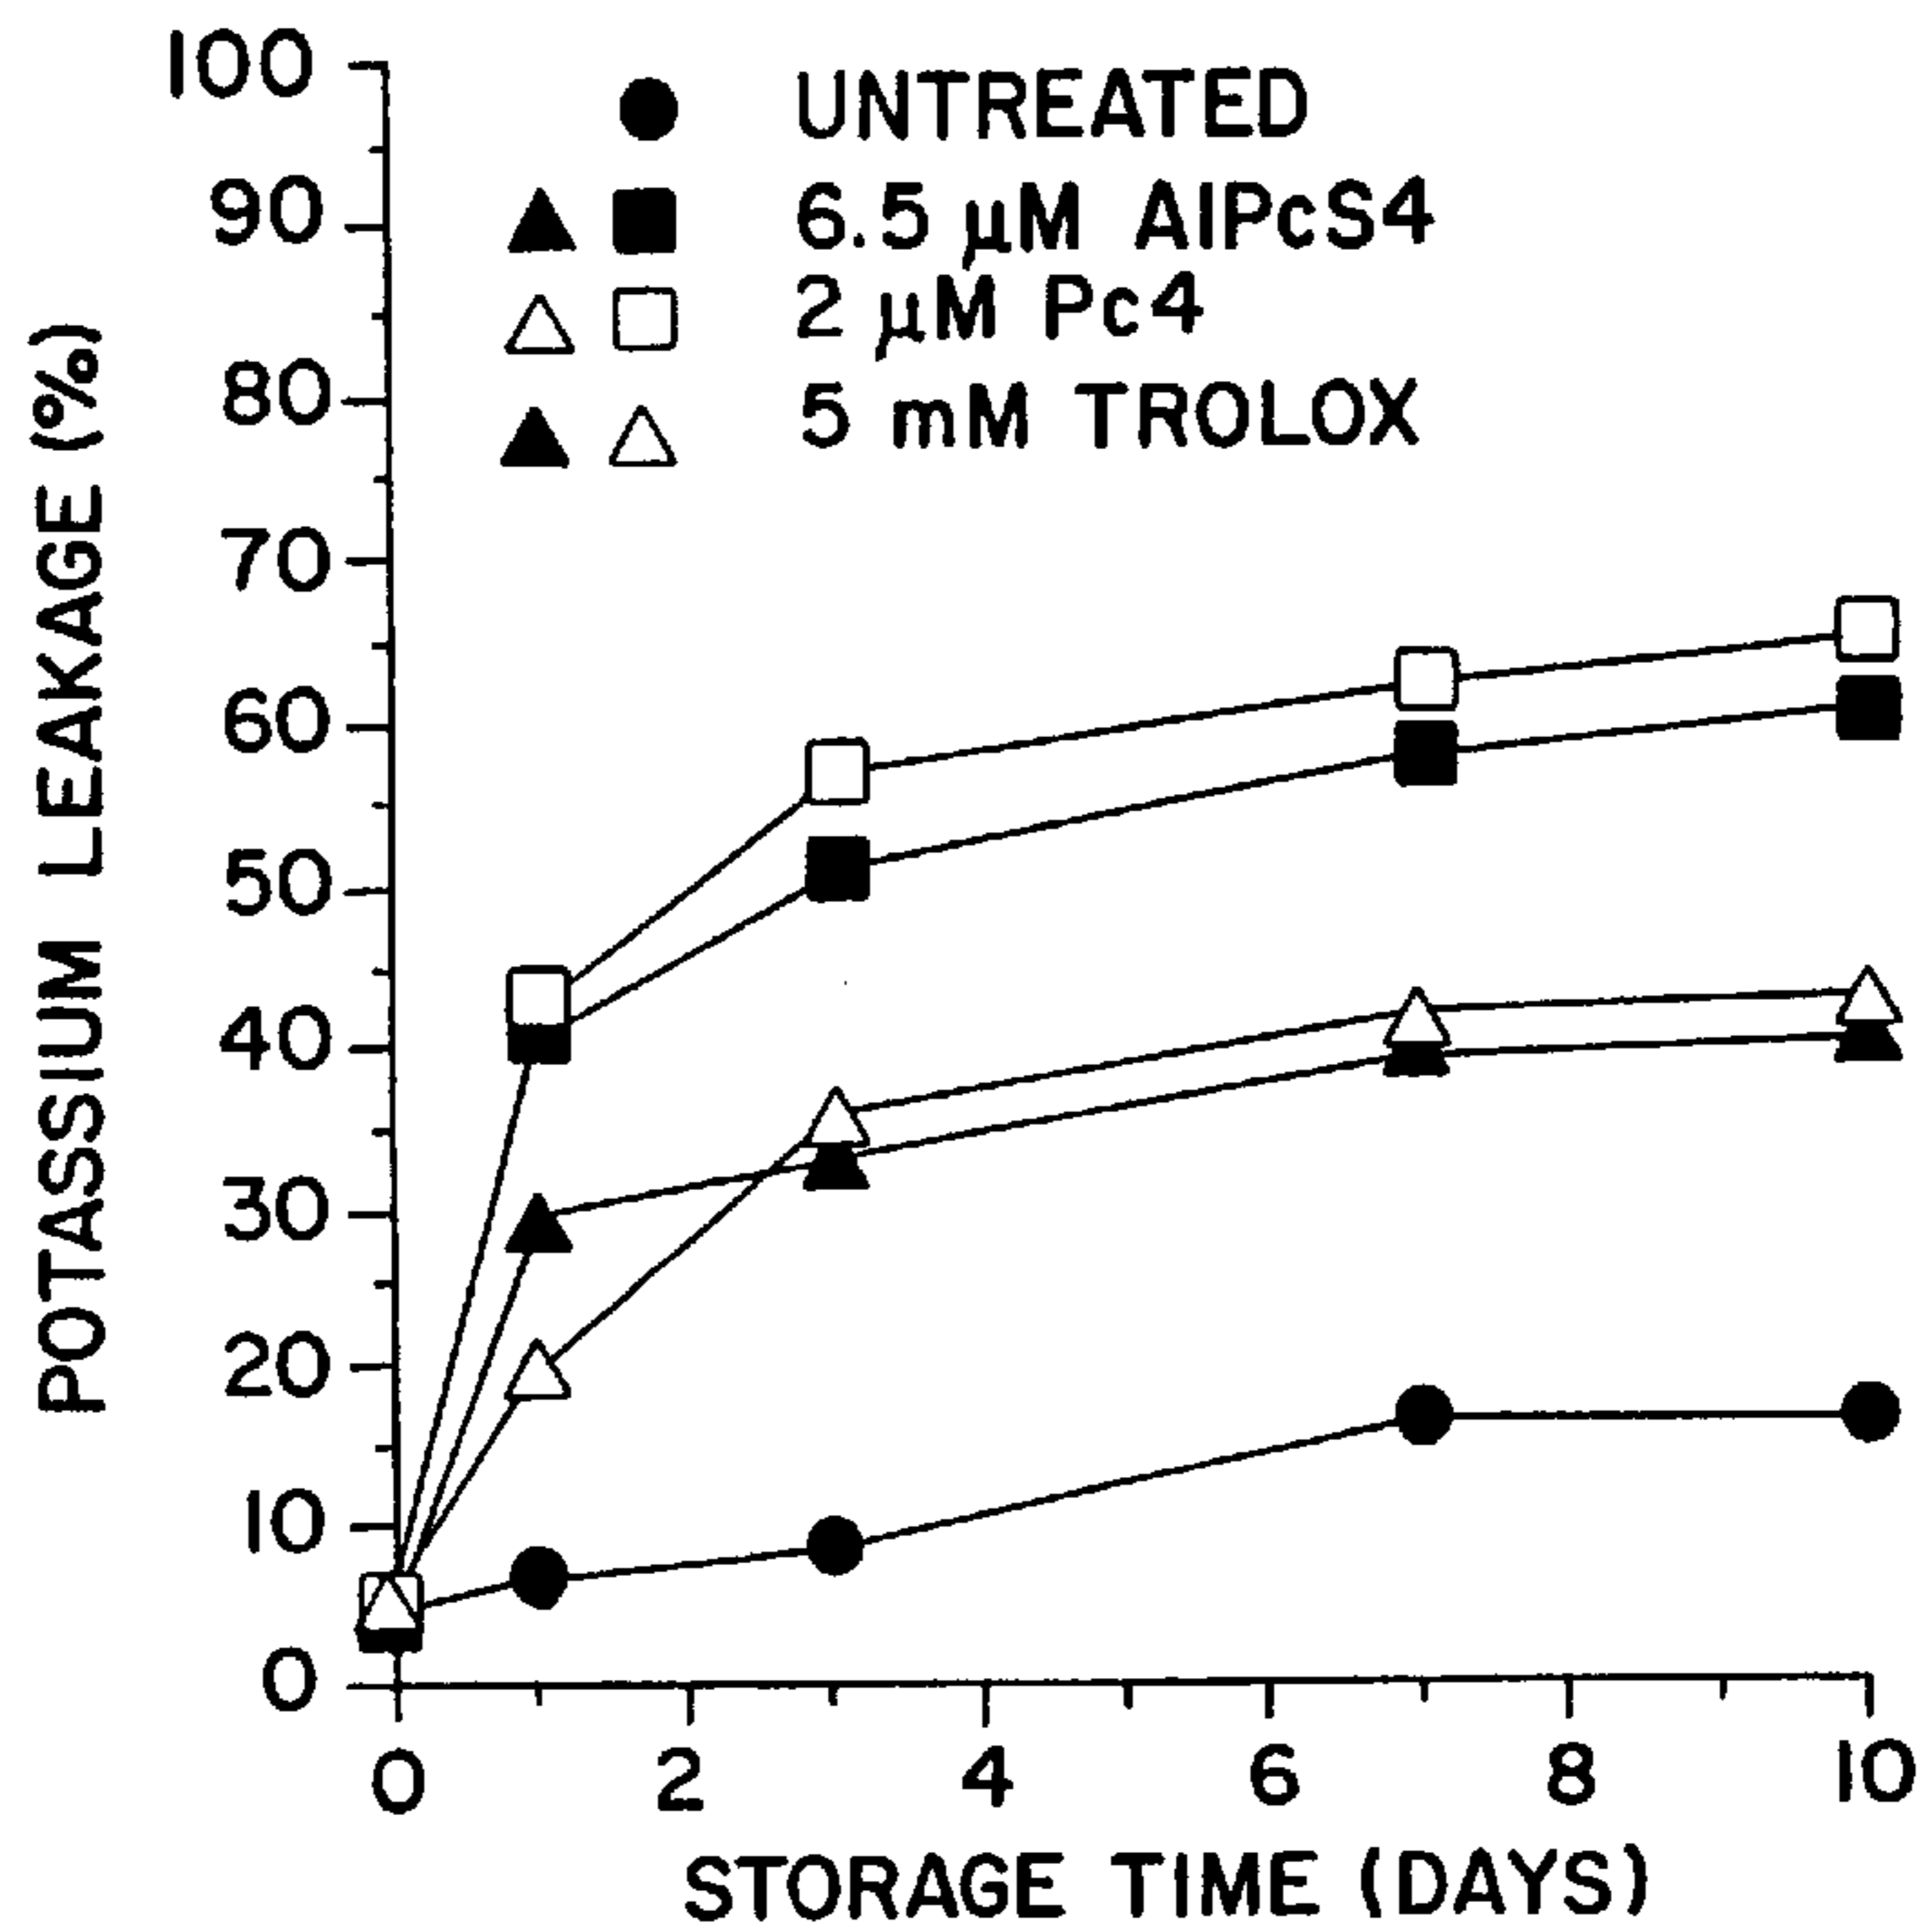 100
90
80
70
60
50
40
30
20
10
0
POTASSIUM LEAKAGE (%)
UNTREATED
6.5 µM AlPcS4
2 µM Pc4
5 mM TROLOX
0 2 4 6 8 10
STORAGE TIME (DAYS)